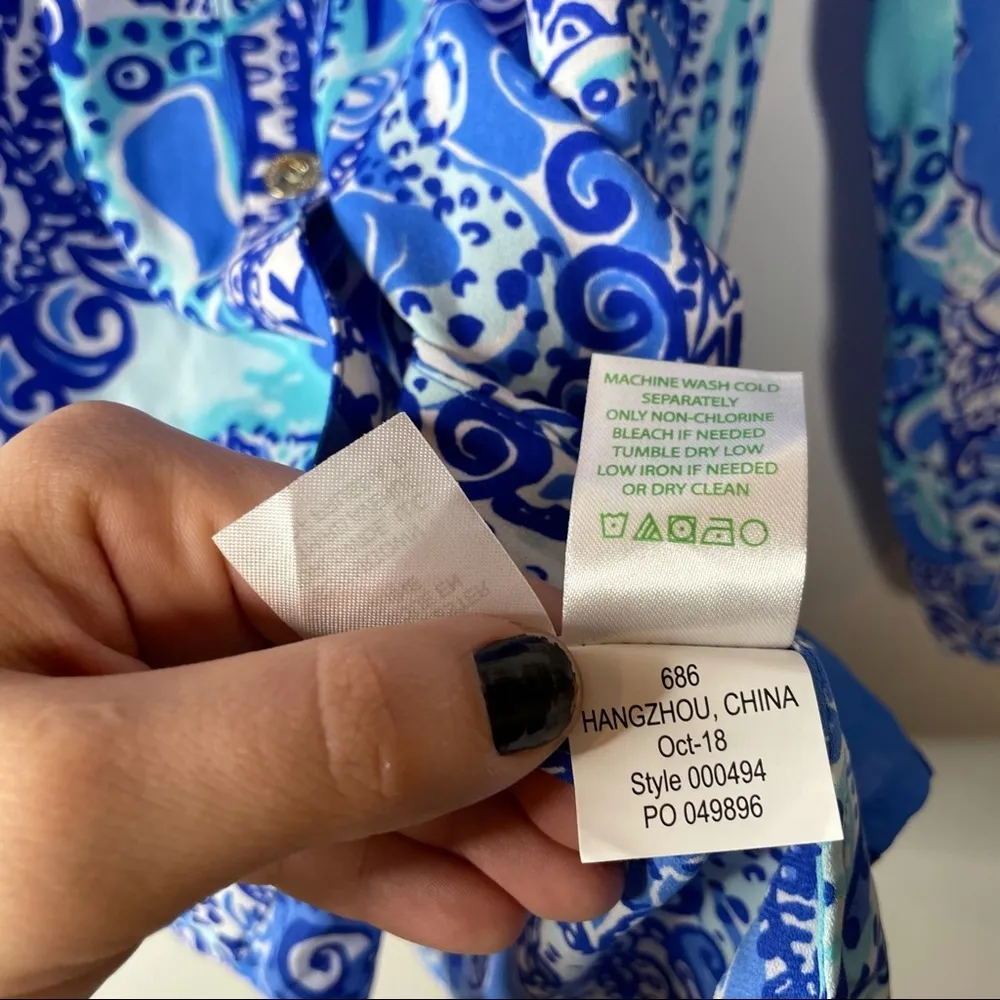 MACHINE WASH COLD
SEPARATELY
ONLY NON-CHLORINE
BLEACH IF NEEDED
TUMBLE DRY LOW
LOW IRON IF NEEDED
OR DRY CLEAN
686
HANGZHOU, CHINA
Oct-18
Style 000494
PO 049896